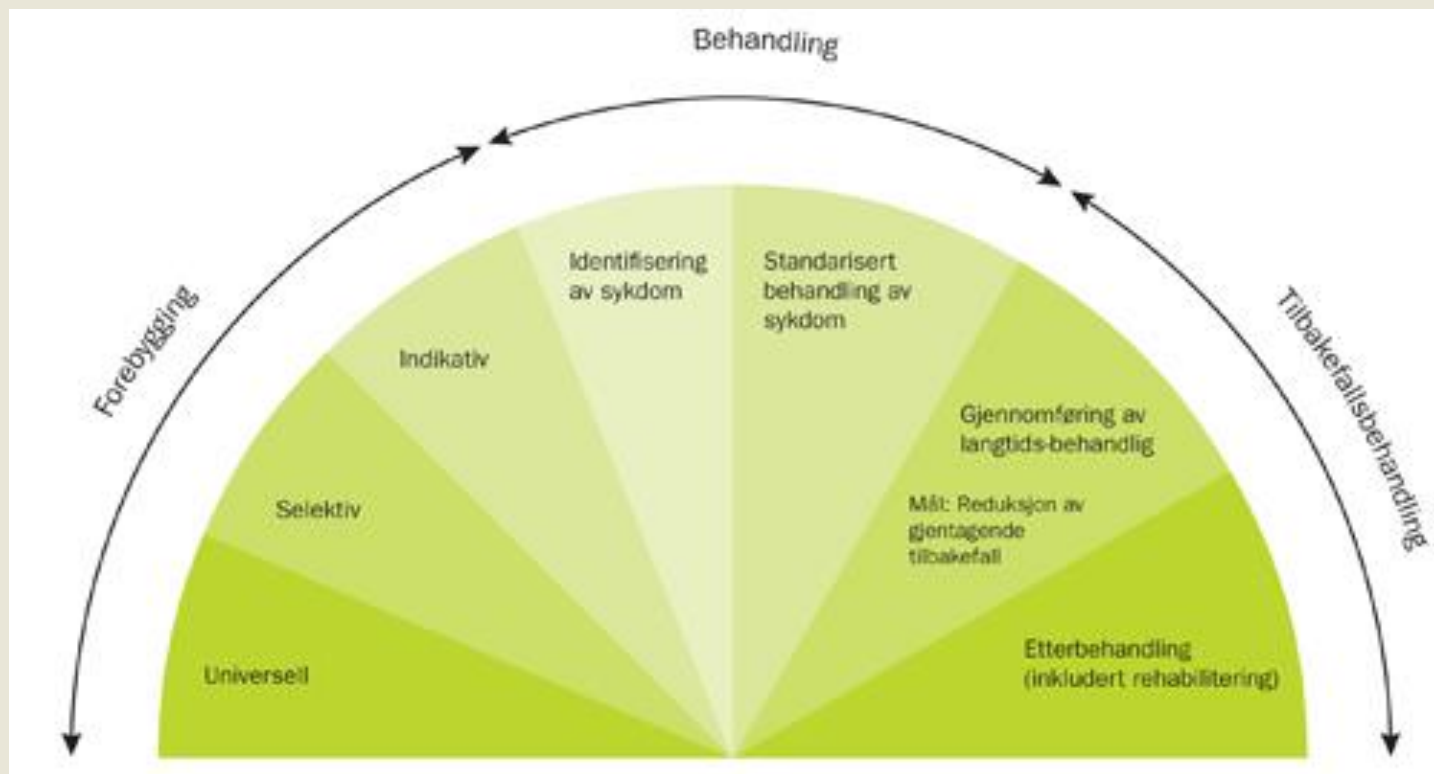 Behandling
Forebygging
Tilbakefallsbehandling
Identifisering
av sykdom
Standarisert
behandling av
sykdom
Indikativ
Gjennomføring av
langtids-behandlig
Selektiv
Mål: Reduksjon av
gjentagende
tilbakefall
Universell
Etterbehandling
(inkludert rehabilitering)